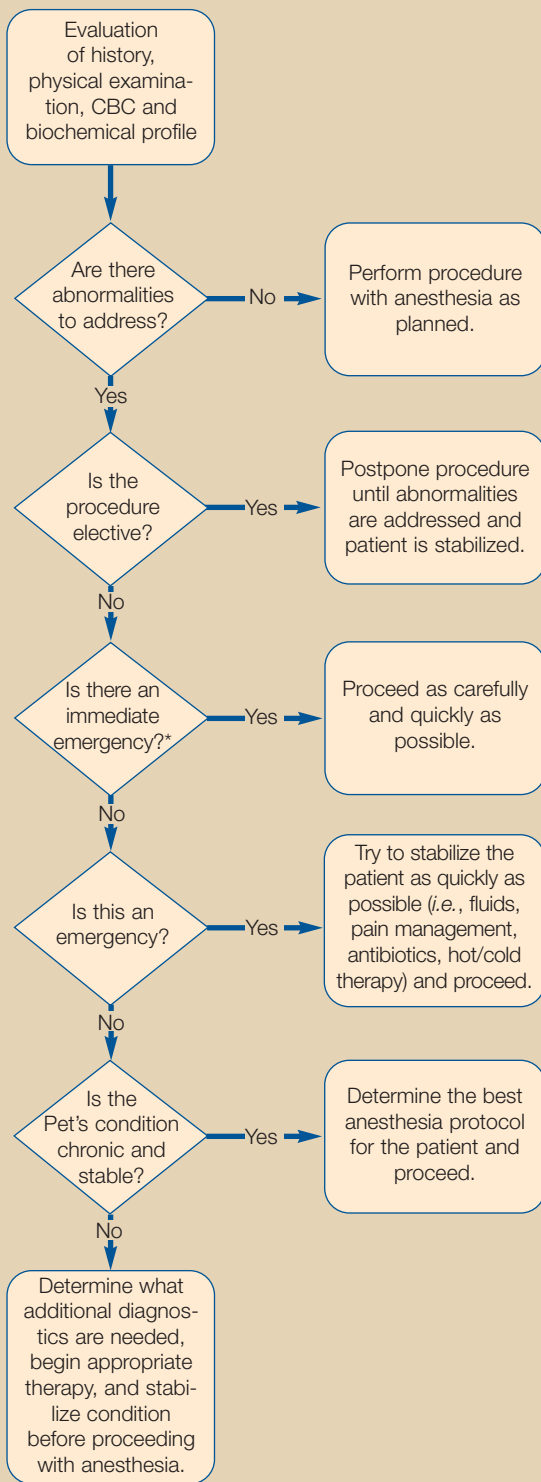 Evaluation
of history,
physical examina-
tion, CBC and
biochemical profile
Are there
abnormalities
to address?
No
Perform procedure
with anesthesia as
planned.
Yes
Is the
procedure
elective?
Yes
Postpone procedure
until abnormalities
are addressed and
patient is stabilized.
No
Is there an
immediate
emergency?*
Yes
Proceed as carefully
and quickly as
possible.
No
Is this an
emergency?
Yes
Try to stabilize the
patient as quickly as
possible (i.e., fluids,
pain management,
antibiotics, hot/cold
therapy) and proceed.
No
Is the
Pet's condition
chronic and
stable?
Yes
Determine the best
anesthesia protocol
for the patient and
proceed.
No
Determine what
additional diagnos-
tics are needed,
begin appropriate
therapy, and stabi-
lize condition
before proceeding
with anesthesia.